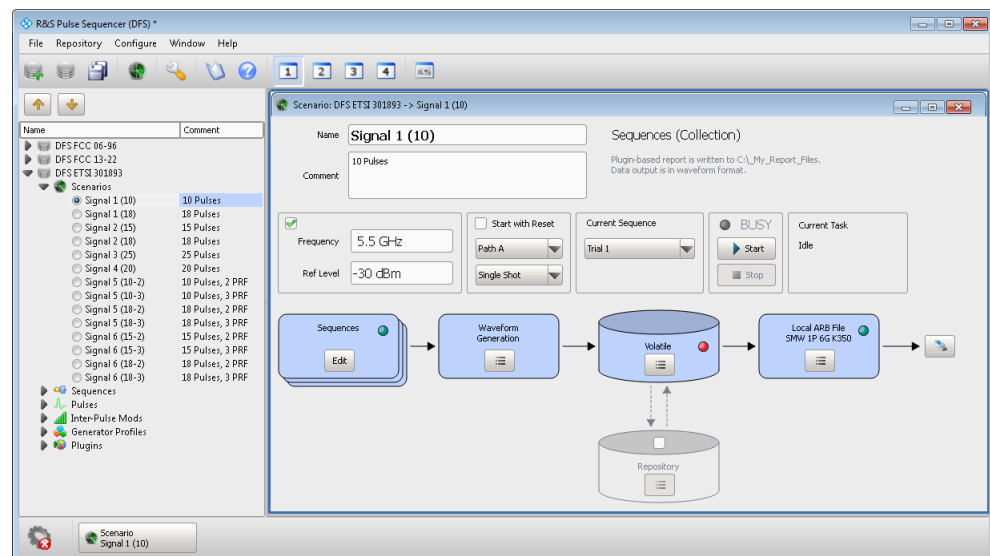 R&S Pulse Sequencer (DFS) *
File Repository Configure Window Help
1 2 3 4
Name Comment
DFS FCC 06-96
DFS FCC 13-22
DFS ETSI 301893
Scenarios
Signal 1 (10) 10 Pulses
Signal 1 (18) 18 Pulses
Signal 2 (15) 15 Pulses
Signal 2 (18) 18 Pulses
Signal 3 (25) 25 Pulses
Signal 4 (20) 20 Pulses
Signal 5 (10-2) 10 Pulses, 2 PRF
Signal 5 (10-3) 10 Pulses, 3 PRF
Signal 5 (18-2) 18 Pulses, 2 PRF
Signal 5 (18-3) 18 Pulses, 3 PRF
Signal 6 (15-2) 15 Pulses, 2 PRF
Signal 6 (15-3) 15 Pulses, 3 PRF
Signal 6 (18-2) 18 Pulses, 2 PRF
Signal 6 (18-3) 18 Pulses, 3 PRF
Sequences
Pulses
Inter-Pulse Mods
Generator Profiles
Plugins
Scenario: DFS ETSI 301893 -> Signal 1 (10)
Name Signal 1 (10)
Comment 10 Pulses
Sequences (Collection)
Plugin-based report is written to C:\_My_Report_Files.
Data output is in waveform format.
Frequency 5.5 GHz
Ref Level -30 dBm
Start with Reset
Path A
Single Shot
Current Sequence
Trial 1
BUSY
Start
Stop
Current Task
Idle
Sequences
Edit
Waveform
Generation
Volatile
Local ARB File
SMW 1P 6G K350
Repository
Scenario
Signal 1 (10)